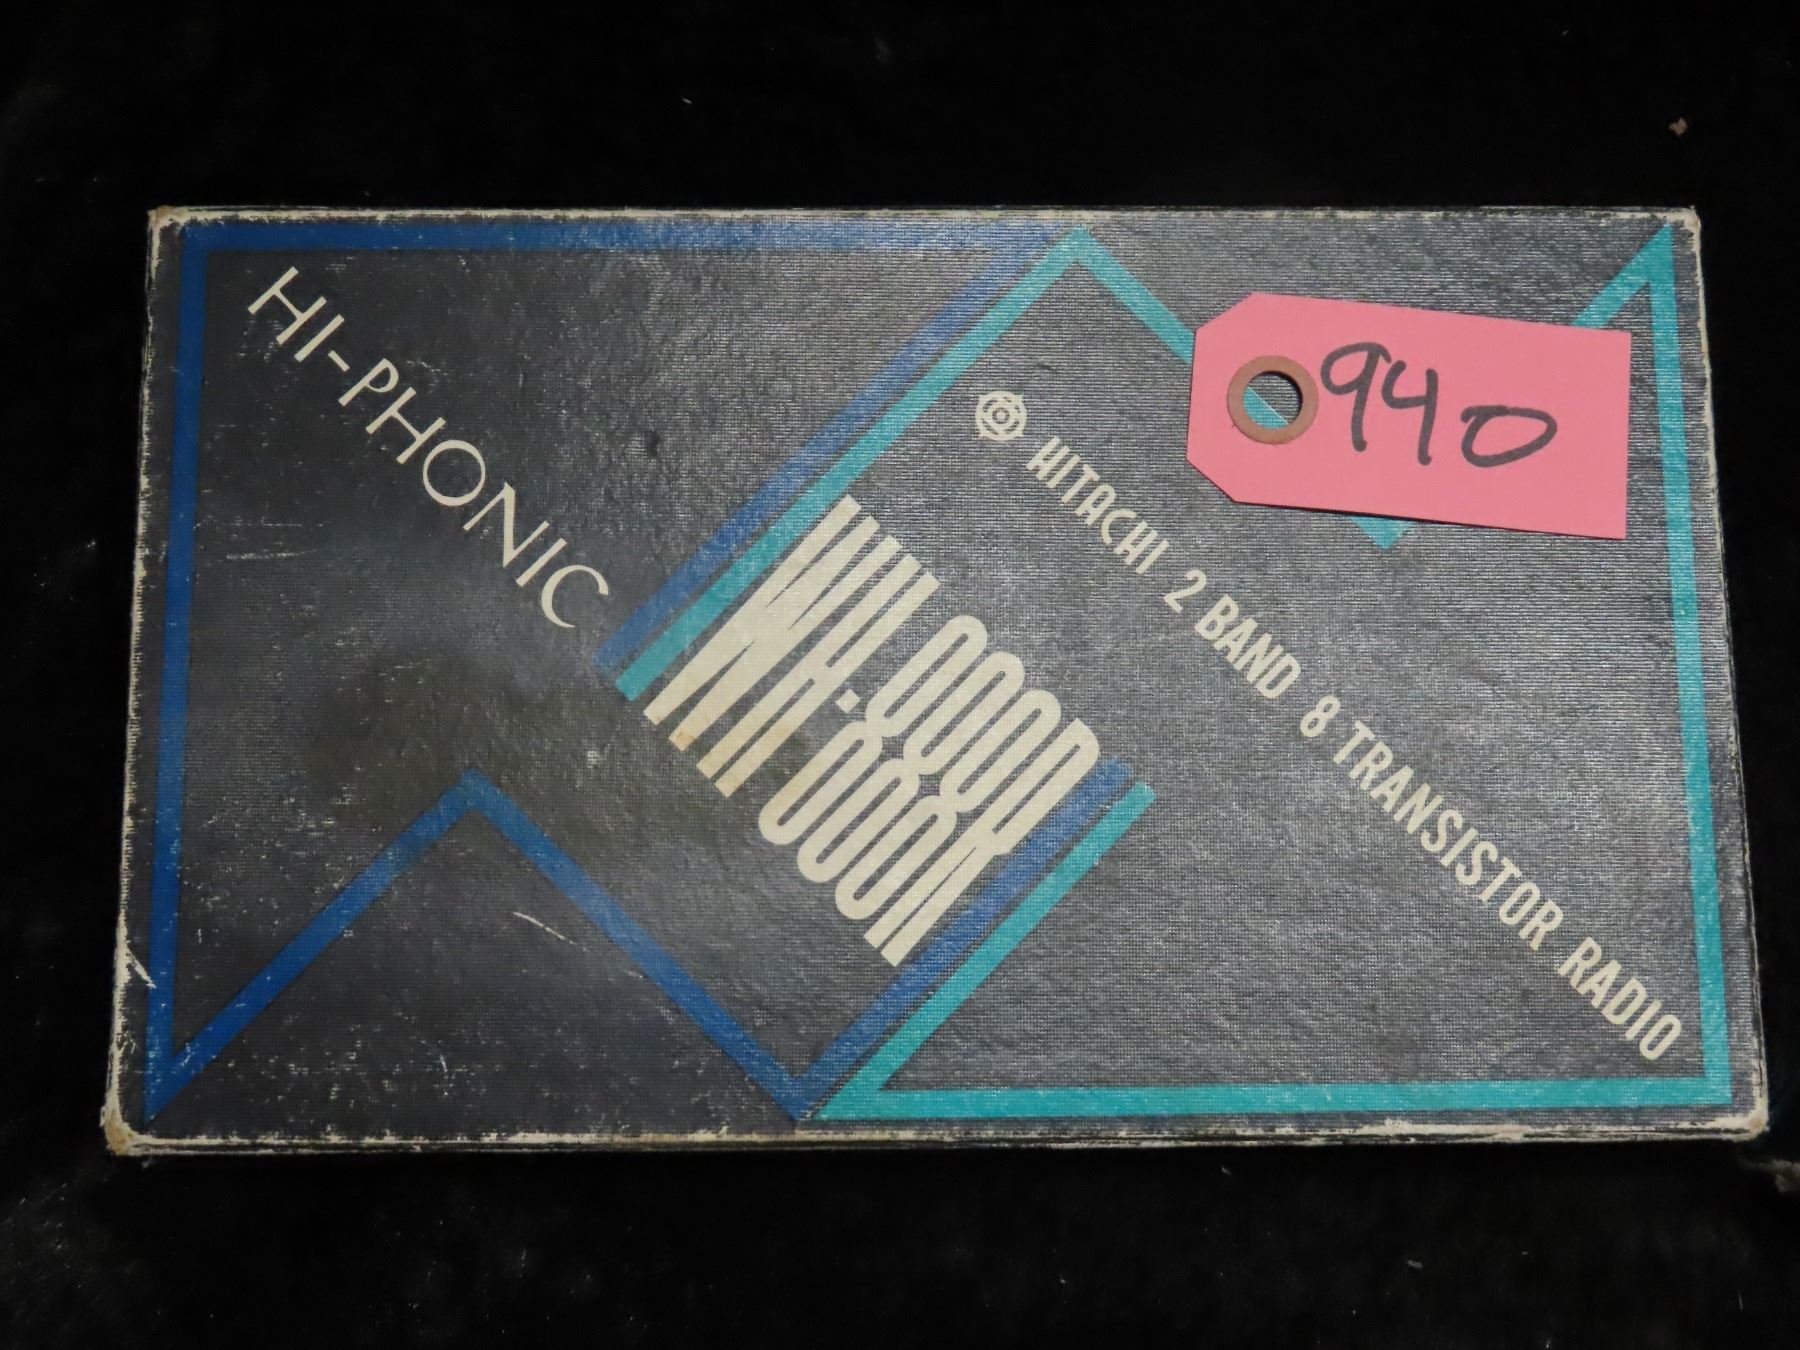 HI-PHONIC
WH-888R
HITACHI 2 BAND 8 TRANSISTOR RADIO
940